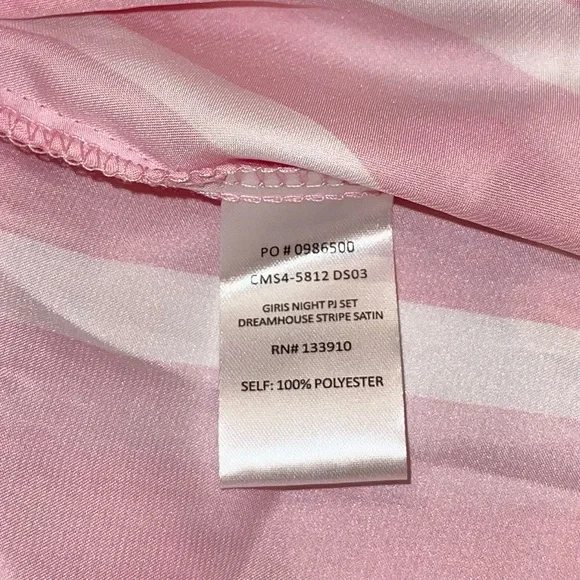 PO # 0986500
CMS4-5812 DS03
GIRIS NIGHT PJ SET
DREAMHOUSE STRIPE SATIN
RN# 133910
SELF: 100% POLYESTER